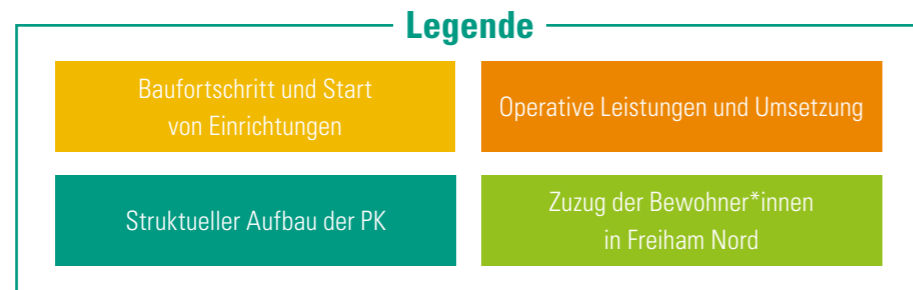 Legende
Baufortschritt und Start
von Einrichtungen
Operative Leistungen und Umsetzung
Struktueller Aufbau der PK
Zuzug der Bewohner*innen
in Freiham Nord